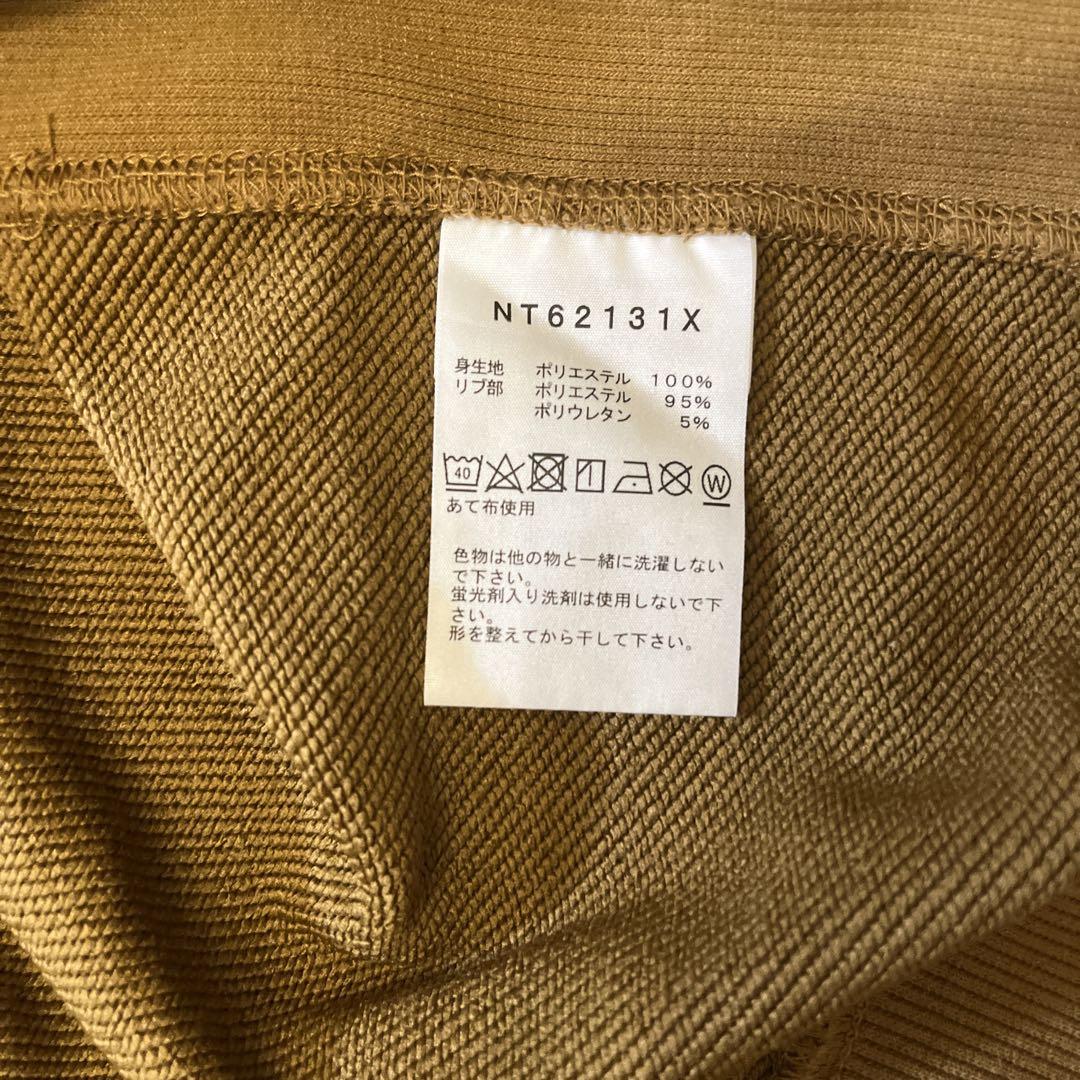 NT62131X
身生地 ポリエステル 100%
リブ部 ポリエステル 95%
ポリウレタン 5%
40 W
あて布使用
色物は他の物と一緒に洗濯しない
で下さい。
蛍光剤入り洗剤は使用しないで下
さい。
形を整えてから干して下さい。